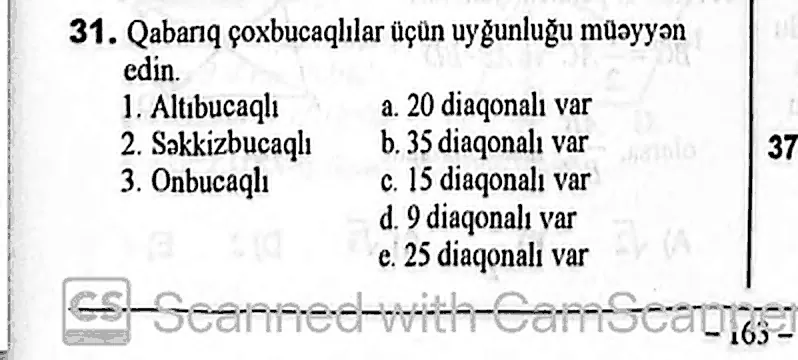 31. Qabarıq çoxbucaqlılar üçün uyğunluğu müəyyən
edin.
1. Altıbucaqlı a. 20 diaqonalı var
2. Səkkizbucaqlı b. 35 diaqonalı var
3. Onbucaqlı c. 15 diaqonalı var
d. 9 diaqonalı var
e. 25 diaqonalı var
37
CS Scanned with CamScanner
– 163 –